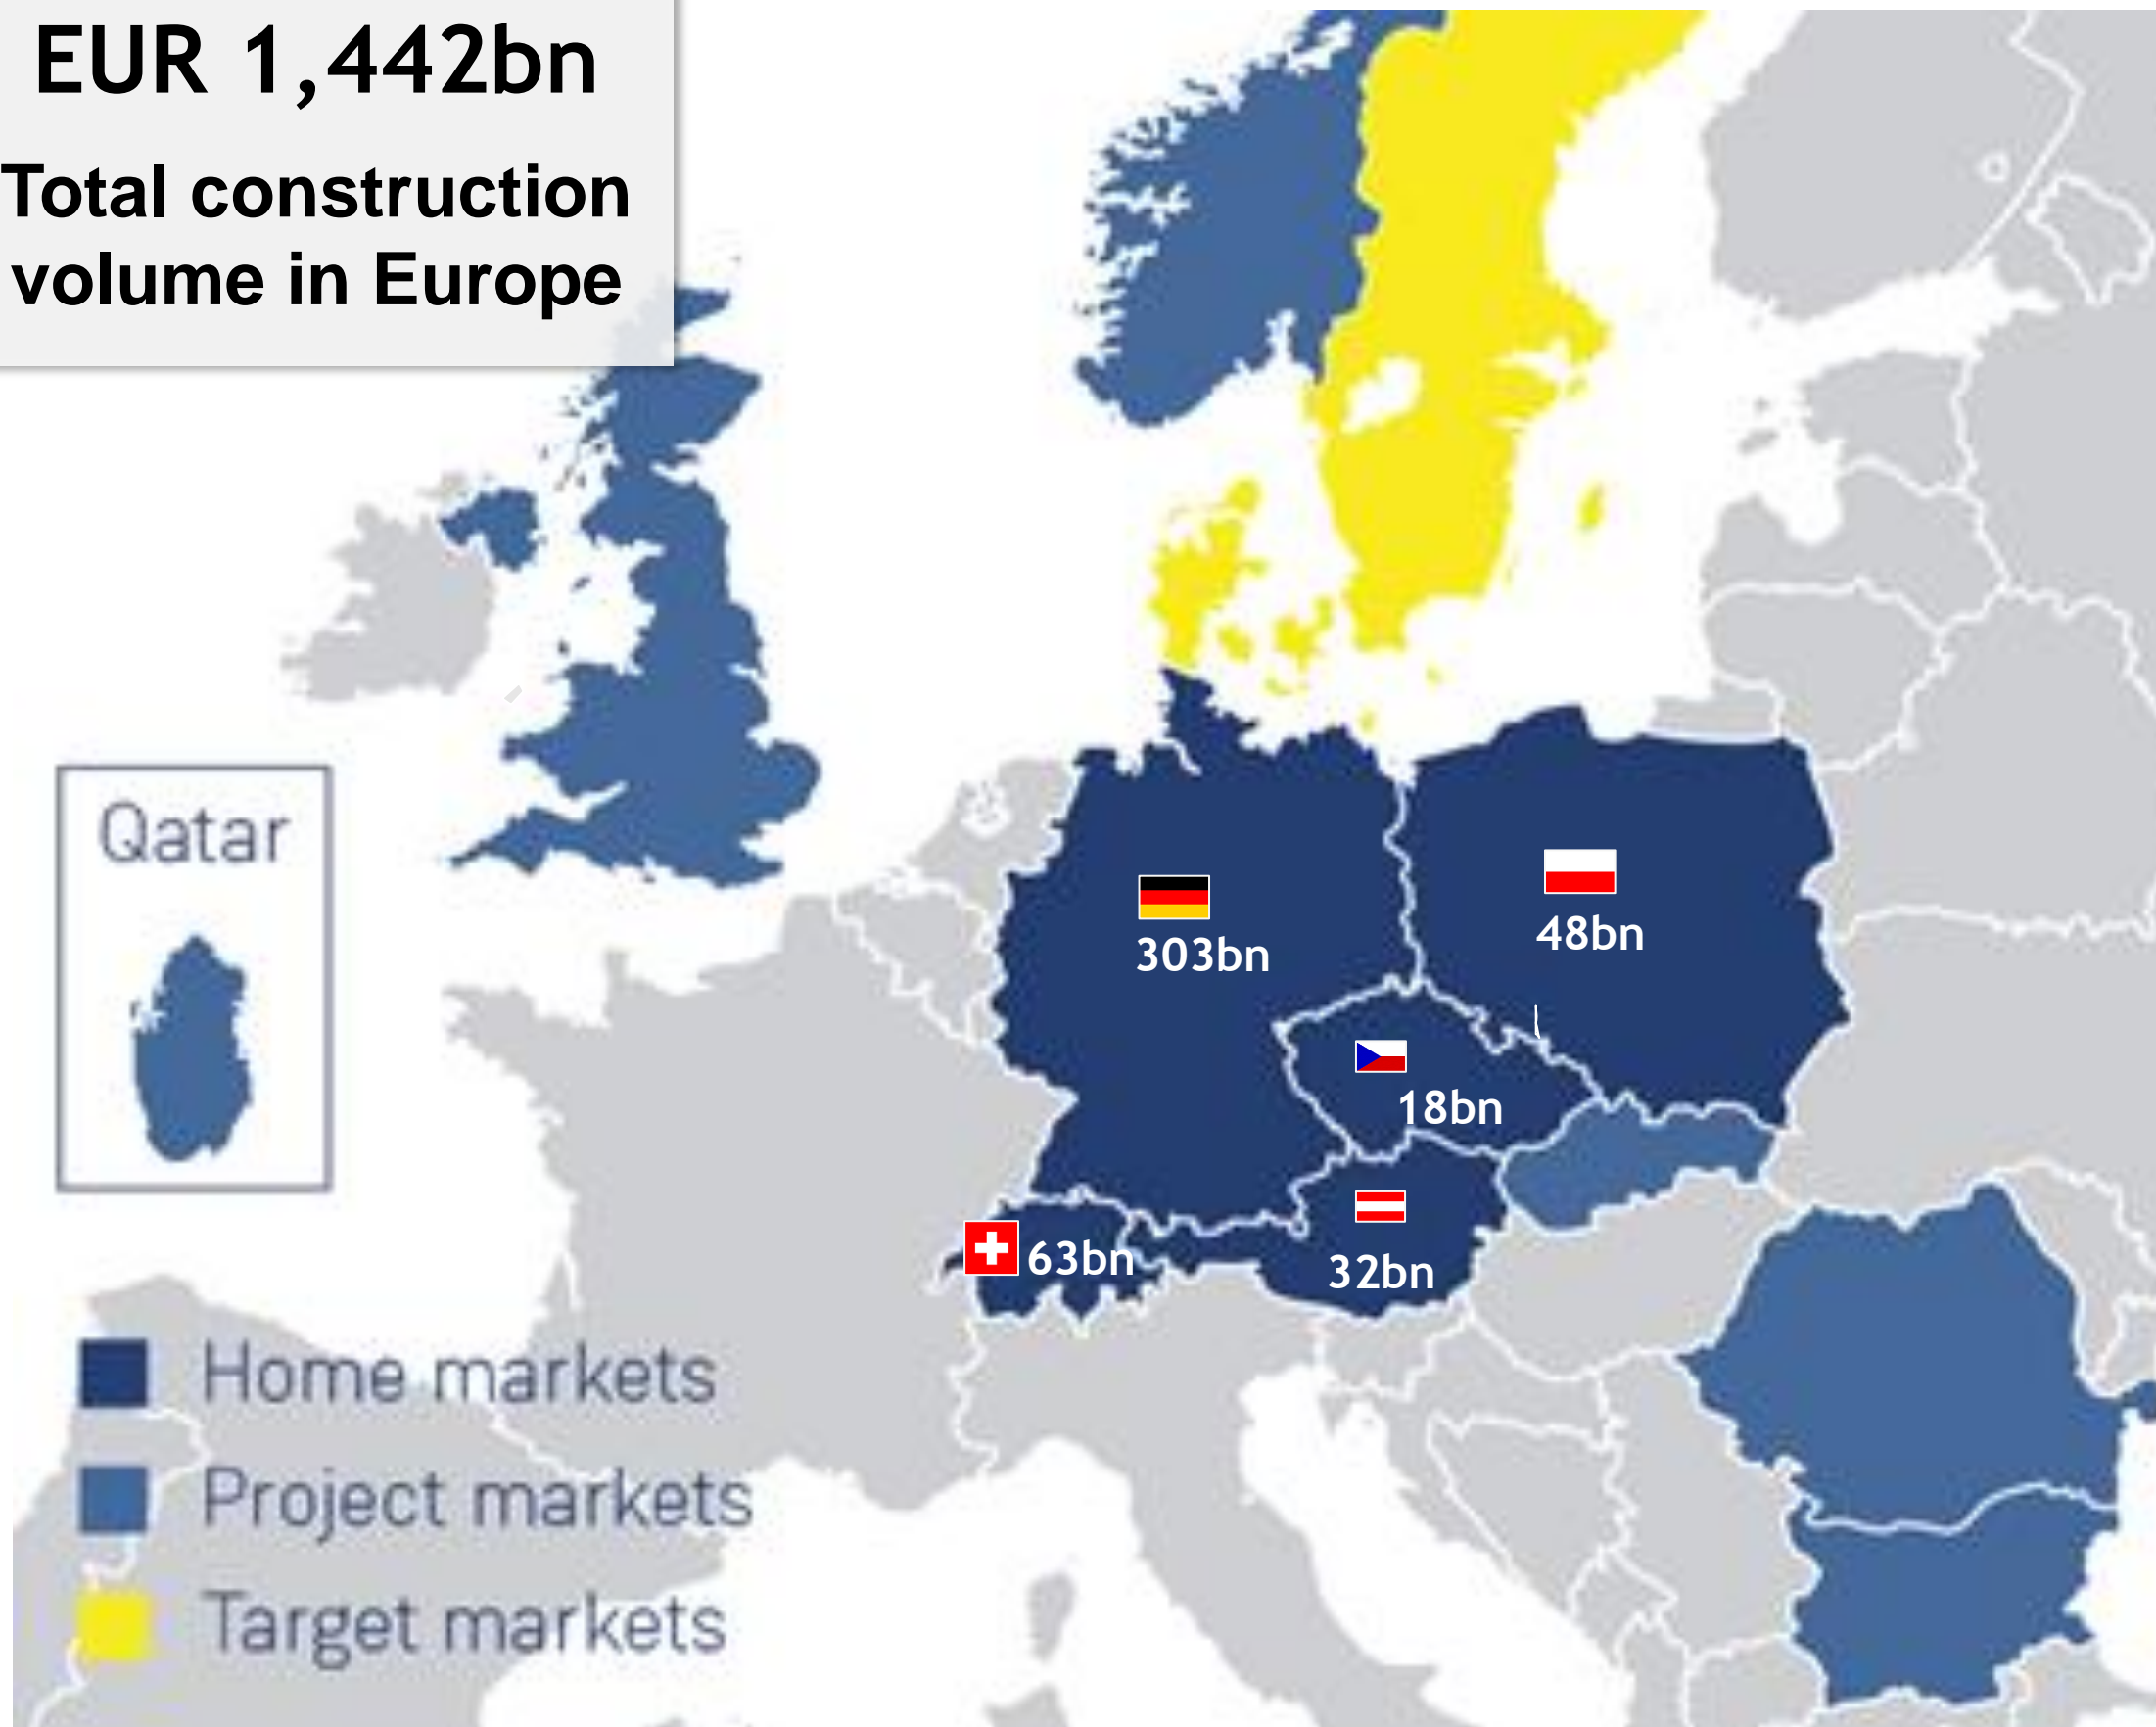 EUR 1,442bn
Total construction
volume in Europe
Qatar
303bn
48bn
18bn
63bn
32bn
Home markets
Project markets
Target markets